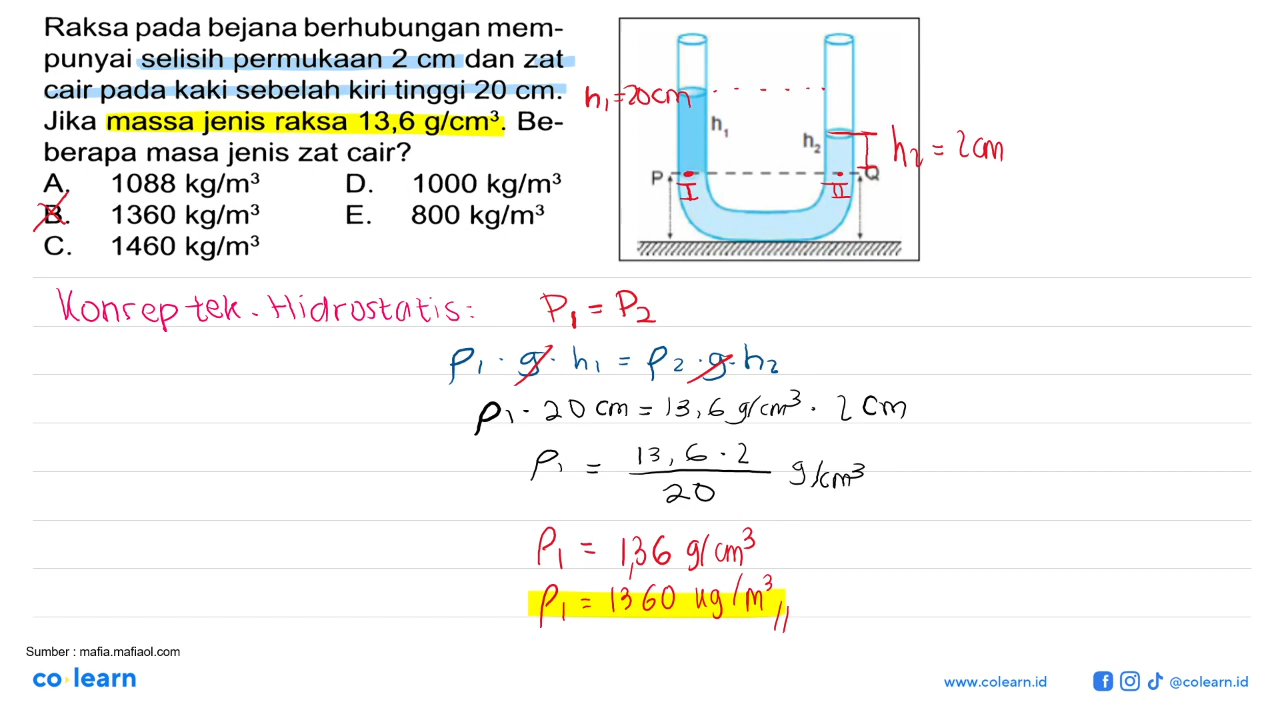 Raksa pada bejana berhubungan mem-
punyai selisih permukaan 2 cm dan zat
cair pada kaki sebelah kiri tinggi 20 cm.
Jika massa jenis raksa 13,6 g/cm³. Be-
berapa masa jenis zat cair?
A. 1088 kg/m³ D. 1000 kg/m³
B. 1360 kg/m³ E. 800 kg/m³
C. 1460 kg/m³
h₁=20cm
h₁
h₂
h₂ = 2cm
P Q
I II
Konsep tek. Hidrostatis: P₁ = P₂
ρ₁ · g · h₁ = ρ₂ · g · h₂
ρ₁ · 20 cm = 13,6 g/cm³ · 2 cm
ρ₁ = 13,6 · 2 / 20 g/cm³
ρ₁ = 1,36 g/cm³
ρ₁ = 1360 kg/m³//
Sumber : mafia.mafiaol.com
co learn
www.colearn.id
@colearn.id